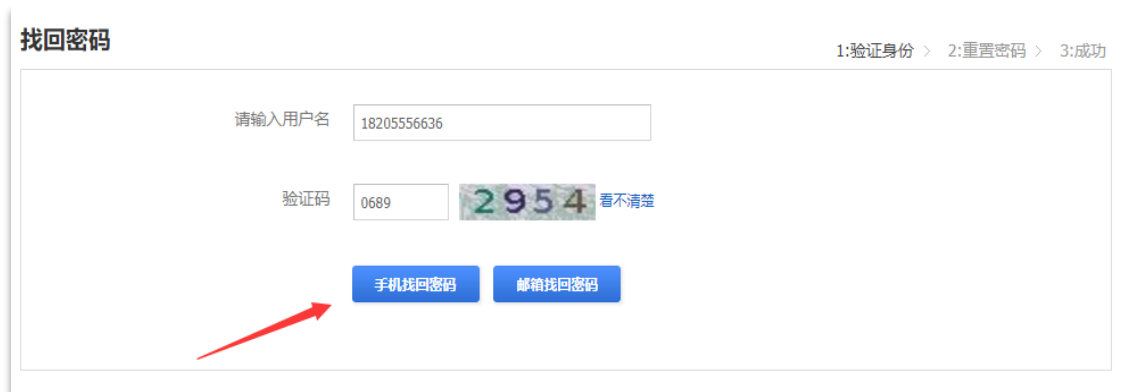 找回密码
1:验证身份 > 2:重置密码 > 3:成功
请输入用户名 18205556636
验证码 0689 2954 看不清楚
手机找回密码 邮箱找回密码